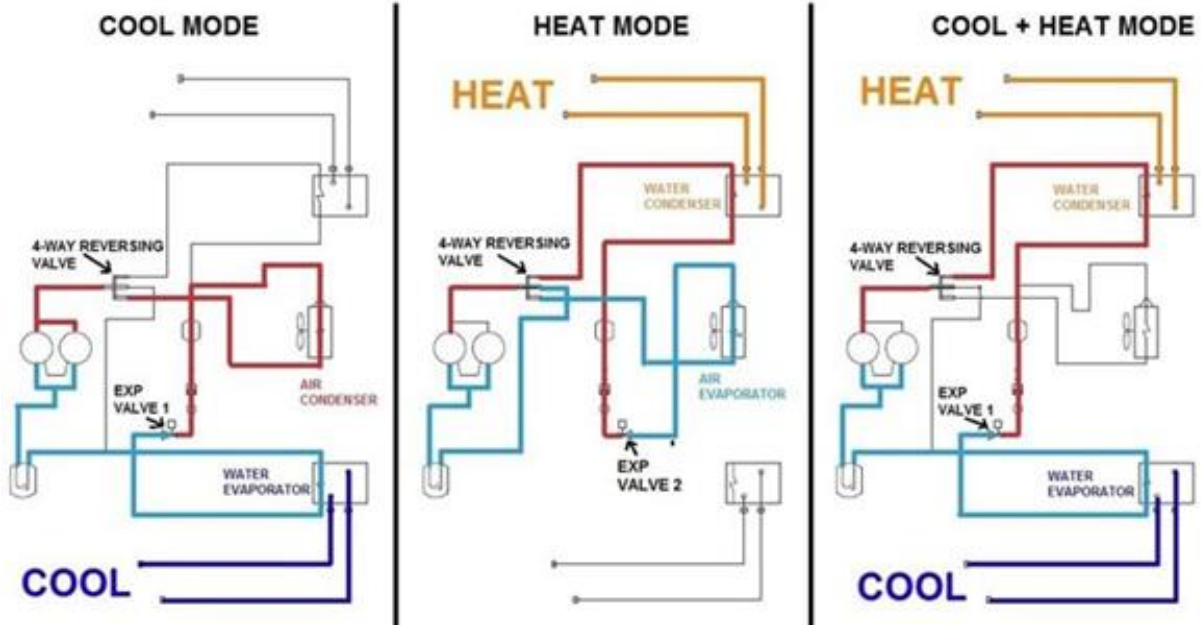 COOL MODE
4-WAY REVERSING
VALVE
AIR
CONDENSER
EXP
VALVE 1
WATER
EVAPORATOR
COOL
HEAT MODE
HEAT
WATER
CONDENSER
4-WAY REVERSING
VALVE
AIR
EVAPORATOR
EXP
VALVE 2
COOL + HEAT MODE
HEAT
WATER
CONDENSER
4-WAY REVERSING
VALVE
EXP
VALVE 1
WATER
EVAPORATOR
COOL